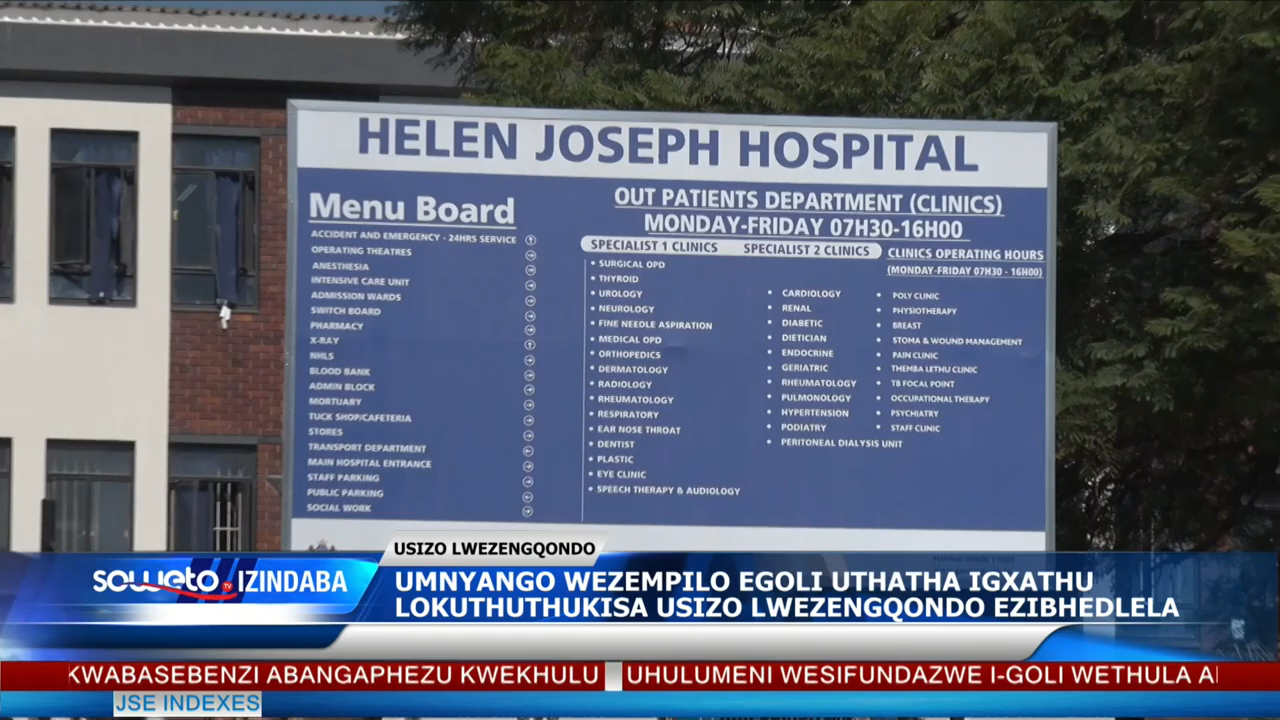 HELEN JOSEPH HOSPITAL
Menu Board
ACCIDENT AND EMERGENCY - 24HRS SERVICE
OPERATING THEATRES
ANESTHESIA
INTENSIVE CARE UNIT
ADMISSION WARDS
SWITCH BOARD
PHARMACY
X-RAY
NHLS
BLOOD BANK
ADMIN BLOCK
MORTUARY
TUCK SHOP/CAFETERIA
STORES
TRANSPORT DEPARTMENT
MAIN HOSPITAL ENTRANCE
STAFF PARKING
PUBLIC PARKING
SOCIAL WORK
OUT PATIENTS DEPARTMENT (CLINICS)
MONDAY-FRIDAY 07H30-16H00
SPECIALIST 1 CLINICS
• SURGICAL OPD
• THYROID
• UROLOGY
• NEUROLOGY
• FINE NEEDLE ASPIRATION
• MEDICAL OPD
• ORTHOPEDICS
• DERMATOLOGY
• RADIOLOGY
• RHEUMATOLOGY
• RESPIRATORY
• EAR NOSE THROAT
• DENTIST
• PLASTIC
• EYE CLINIC
• SPEECH THERAPY & AUDIOLOGY
SPECIALIST 2 CLINICS
• CARDIOLOGY
• RENAL
• DIABETIC
• DIETICIAN
• ENDOCRINE
• GERIATRIC
• RHEUMATOLOGY
• PULMONOLOGY
• HYPERTENSION
• PODIATRY
• PERITONEAL DIALYSIS UNIT
CLINICS OPERATING HOURS
(MONDAY-FRIDAY 07H30 - 16H00)
• POLY CLINIC
• PHYSIOTHERAPY
• BREAST
• STOMA & WOUND MANAGEMENT
• PAIN CLINIC
• THEMBA LETHU CLINIC
• TB FOCAL POINT
• OCCUPATIONAL THERAPY
• PSYCHIATRY
• STAFF CLINIC
USIZO LWEZENGQONDO
soweto TV IZINDABA
UMNYANGO WEZEMPILO EGOLI UTHATHA IGXATHU
LOKUTHUTHUKISA USIZO LWEZENGQONDO EZIBHEDLELA
KWABASEBENZI ABANGAPHEZU KWEKHULU
UHULUMENI WESIFUNDAZWE I-GOLI WETHULA
JSE INDEXES